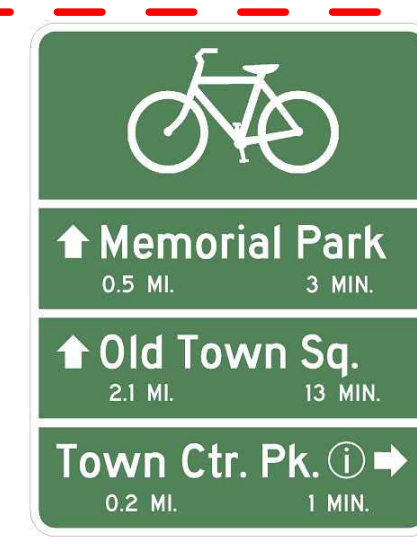 Memorial Park
0.5 MI. 3 MIN.
Old Town Sq.
2.1 MI. 13 MIN.
Town Ctr. Pk. i
0.2 MI. 1 MIN.